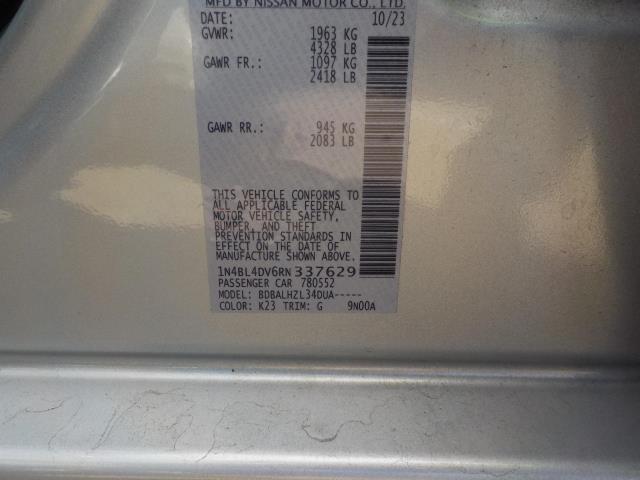 MFD BY NISSAN MOTOR CO., LTD.
DATE: 10/23
GVWR: 1963 KG
4328 LB
GAWR FR.: 1097 KG
2418 LB
GAWR RR.: 945 KG
2083 LB
THIS VEHICLE CONFORMS TO
ALL APPLICABLE FEDERAL
MOTOR VEHICLE SAFETY,
BUMPER, AND THEFT
PREVENTION STANDARDS IN
EFFECT ON THE DATE OF
MANUFACTURE SHOWN ABOVE.
1N4BL4DV6RN337629
PASSENGER CAR 780552
MODEL: BDBALHZL34DUA-----
COLOR: K23 TRIM: G 9N00A